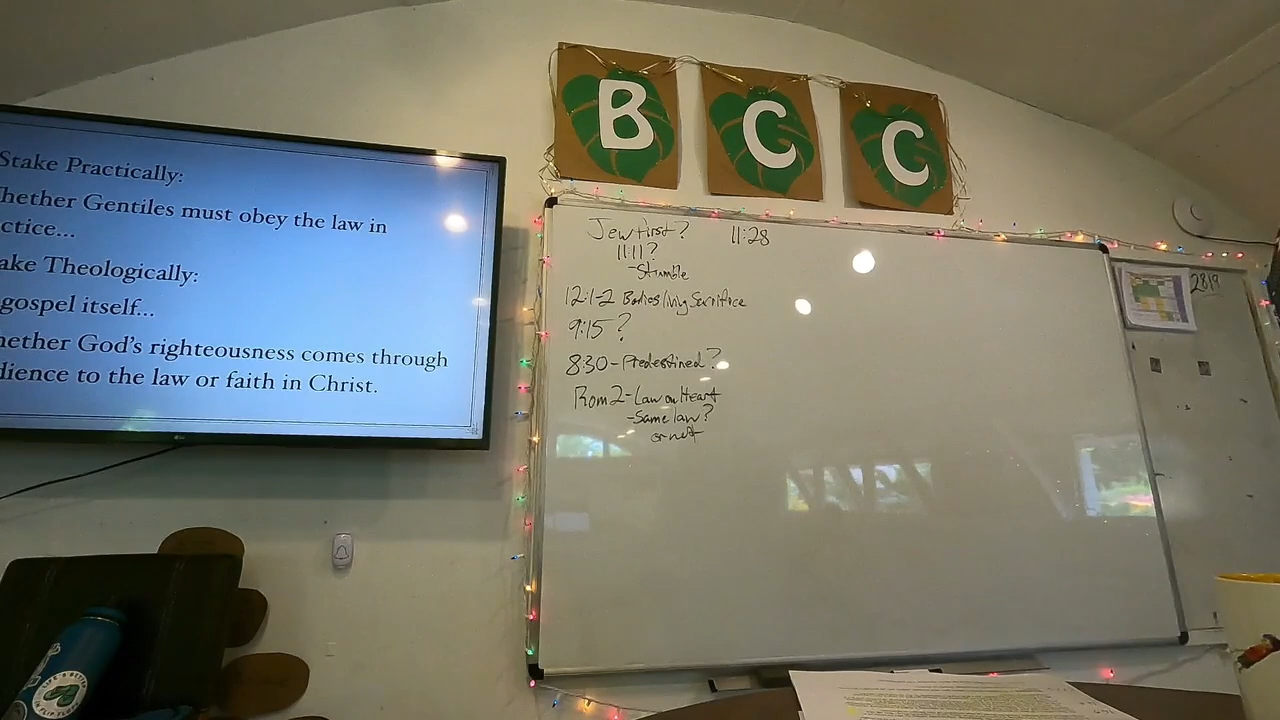 Stake Practically:
hether Gentiles must obey the law in
ctice...
ake Theologically:
gospel itself...
hether God's righteousness comes through
dience to the law or faith in Christ.
B C C
Jew first? 11:28
11:11?
-Stumble
12:1-2 Bodies living Sacrifice
9:15?
8:30-Predestined?
Rom 2-Law on Heart
-Same law?
or not
2819